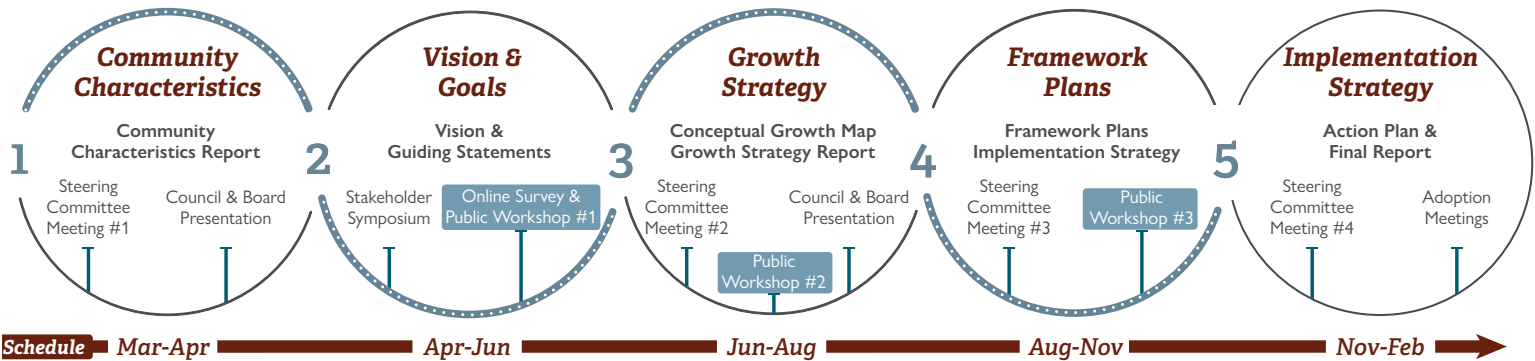 1
Community
Characteristics
Community
Characteristics Report
Steering
Committee
Meeting #1
Council & Board
Presentation
2
Vision &
Goals
Vision &
Guiding Statements
Stakeholder
Symposium
Online Survey &
Public Workshop #1
3
Growth
Strategy
Conceptual Growth Map
Growth Strategy Report
Steering
Committee
Meeting #2
Public
Workshop #2
Council & Board
Presentation
4
Framework
Plans
Framework Plans
Implementation Strategy
Steering
Committee
Meeting #3
Public
Workshop #3
5
Implementation
Strategy
Action Plan &
Final Report
Steering
Committee
Meeting #4
Adoption
Meetings
Schedule Mar-Apr Apr-Jun Jun-Aug Aug-Nov Nov-Feb